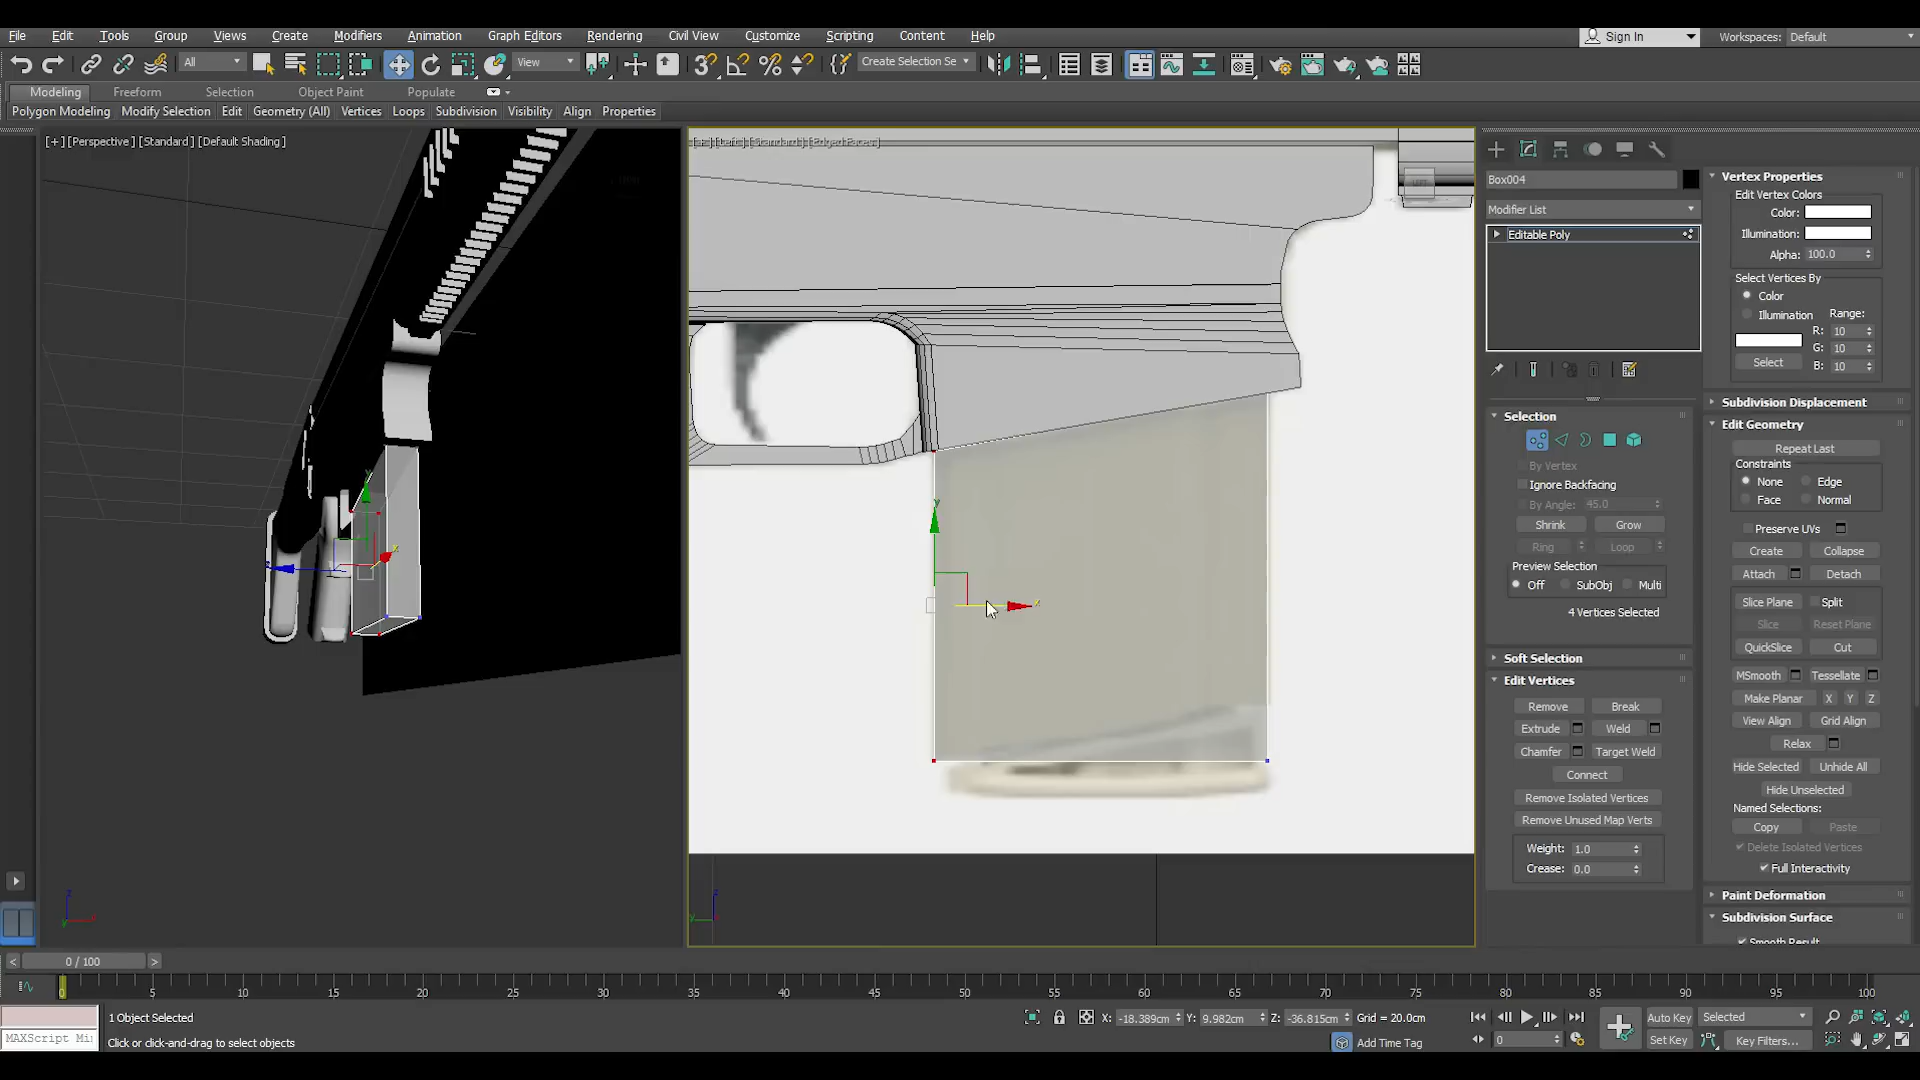 File Edit Tools Group Views Create Modifiers Animation Graph Editors Rendering Civil View Customize Scripting Content Help Sign In Workspaces: Default
All View Create Selection Se
Modeling Freeform Selection Object Paint Populate
Polygon Modeling Modify Selection Edit Geometry (All) Vertices Loops Subdivision Visibility Align Properties
[+] [Perspective] [Standard] [Default Shading]
[+] [Left] [Standard] [Edged Faces]
Box004
Modifier List
Editable Poly
Selection
By Vertex
Ignore Backfacing
By Angle: 45.0
Shrink Grow
Ring Loop
Preview Selection
Off SubObj Multi
4 Vertices Selected
Soft Selection
Edit Vertices
Remove Break
Extrude Weld
Chamfer Target Weld
Connect
Remove Isolated Vertices
Remove Unused Map Verts
Weight: 1.0
Crease: 0.0
Vertex Properties
Edit Vertex Colors
Color:
Illumination:
Alpha: 100.0
Select Vertices By
Color
Illumination Range:
R: 10
G: 10
Select B: 10
Subdivision Displacement
Edit Geometry
Repeat Last
Constraints
None Edge
Face Normal
Preserve UVs
Create Collapse
Attach Detach
Slice Plane Split
Slice Reset Plane
QuickSlice Cut
MSmooth Tessellate
Make Planar X Y Z
View Align Grid Align
Relax
Hide Selected Unhide All
Hide Unselected
Named Selections:
Copy Paste
Delete Isolated Vertices
Full Interactivity
Paint Deformation
Subdivision Surface
Smooth Result
y
x
z
0 / 100
0 5 10 15 20 25 30 35 40 45 50 55 60 65 70 75 80 85 90 95 100
1 Object Selected X: -18.389cm Y: 9.982cm Z: -36.815cm Grid = 20.0cm Auto Key Selected
MAXScript Mi Click or click-and-drag to select objects Add Time Tag 0 Set Key Key Filters...